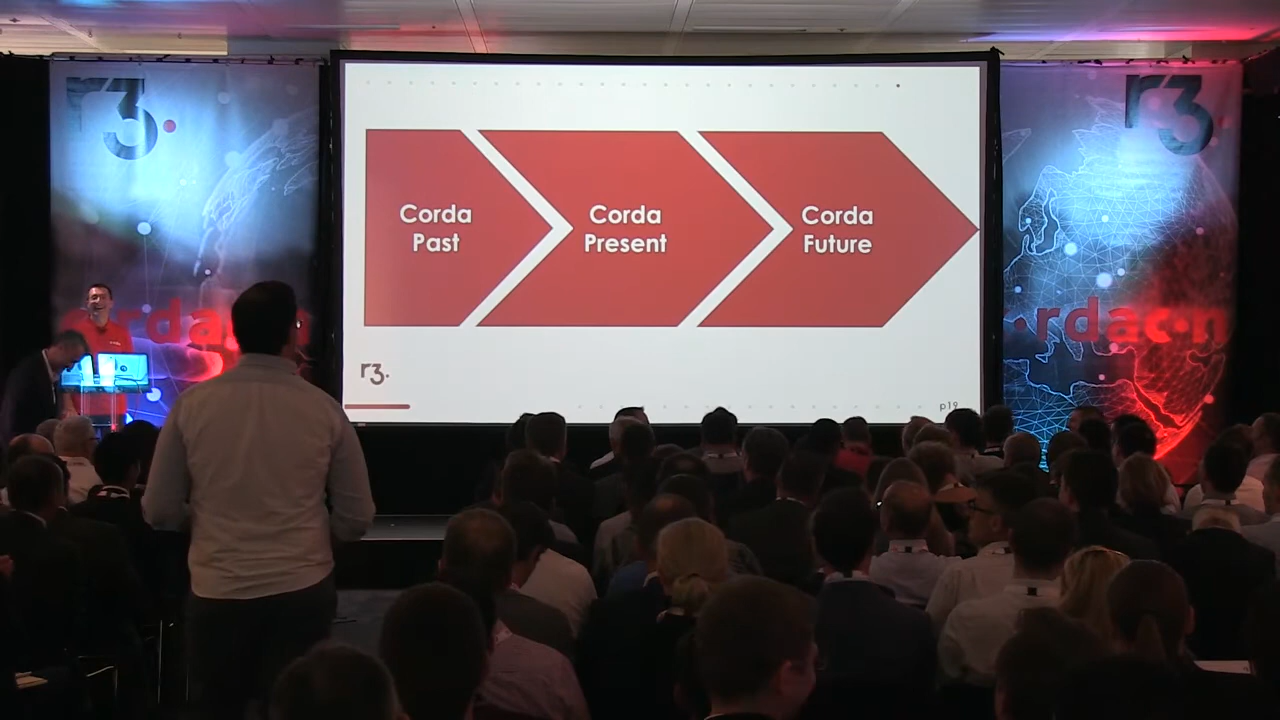 r3.
r3
Corda
Past
Corda
Present
Corda
Future
r3.
p19